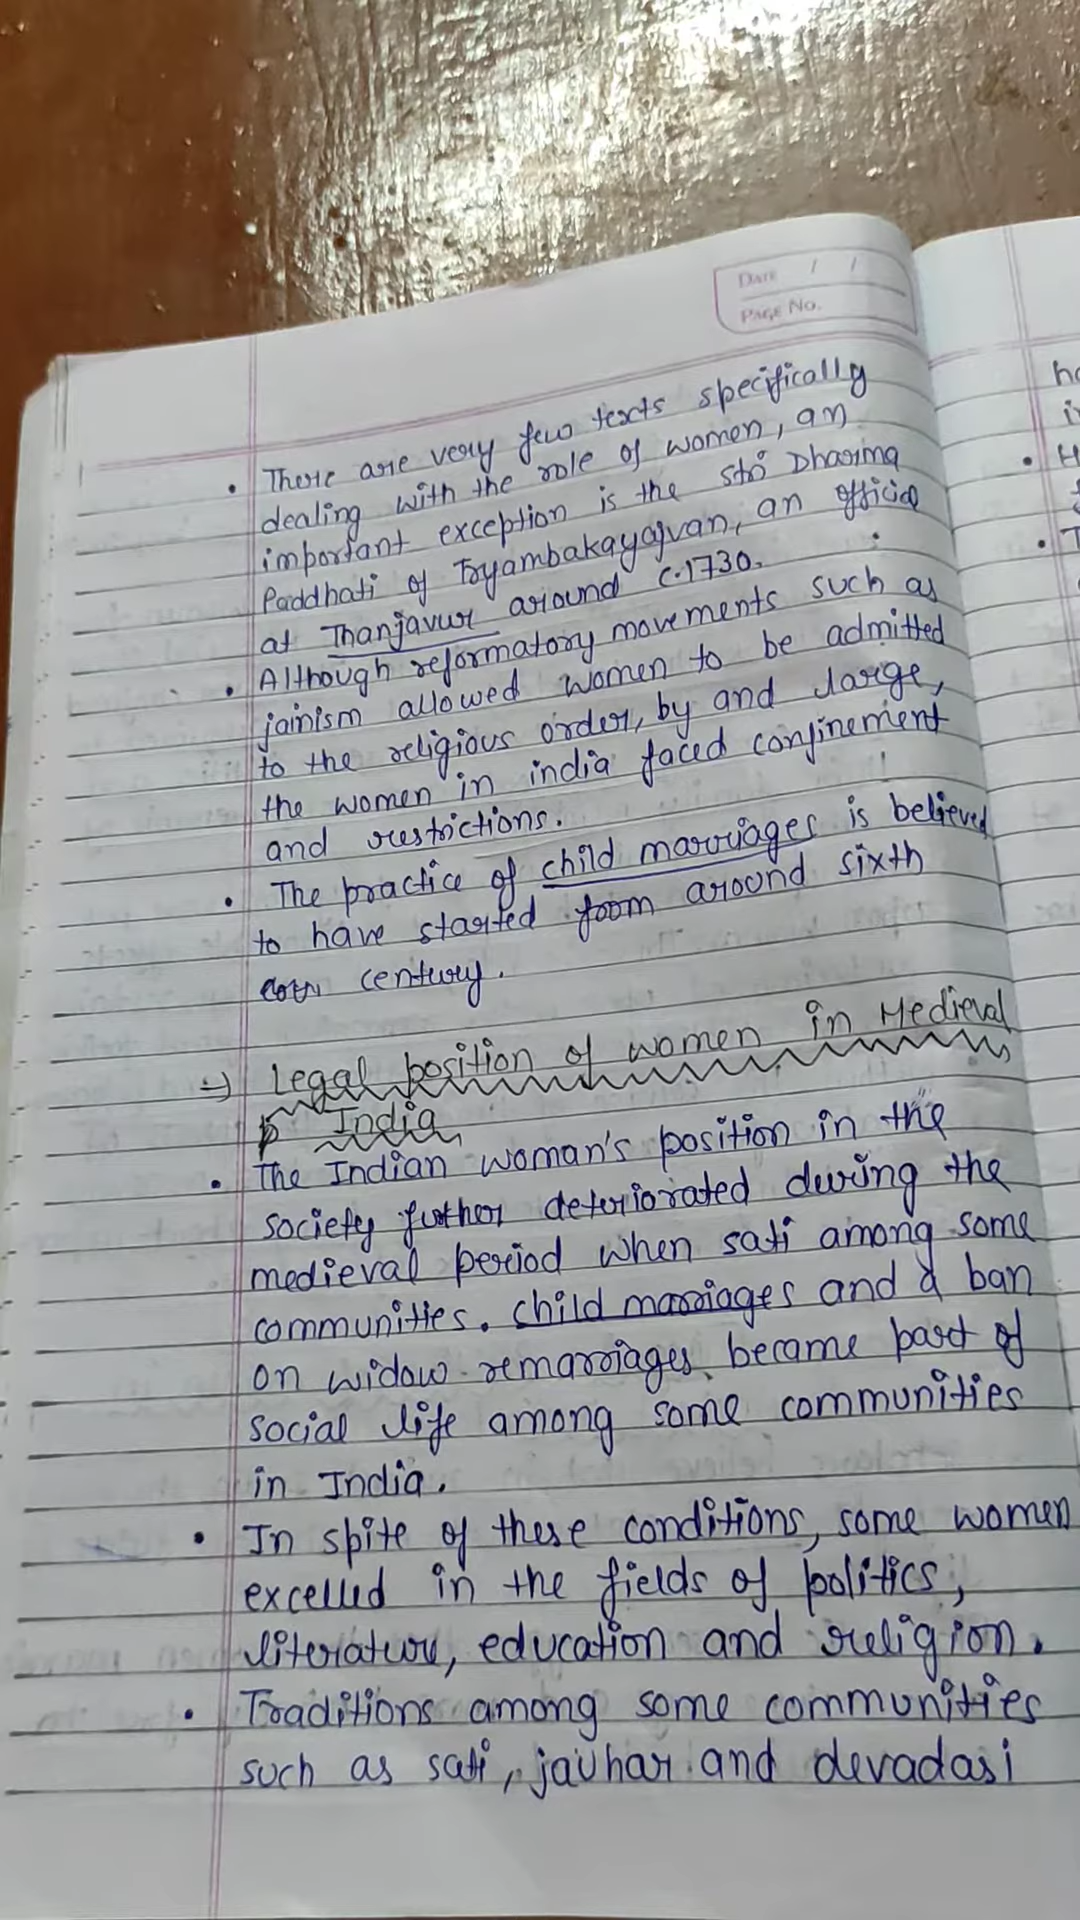 Date / /
Page No.
• There are very few texts specifically
dealing with the role of women, an
important exception is the stri Dharma
Paddhati of Tryambakayajvan, an official
at Thanjavur around c.1730.
• Although reformatory movements such as
jainism allowed women to be admitted
to the religious order, by and large,
the women in india faced confinement
and restrictions.
• The practice of child marriages is believed
to have started from around sixth
century.
=) Legal position of women in Medieval
India
• The Indian woman's position in the
society further deteriorated during the
medieval period when sati among some
communities. child marriages and a ban
on widow remarriages became part of
social life among some communities
in India.
• In spite of these conditions, some women
excelled in the fields of politics,
literature, education and religion.
• Traditions among some communities
such as sati, jauhar and devadasi